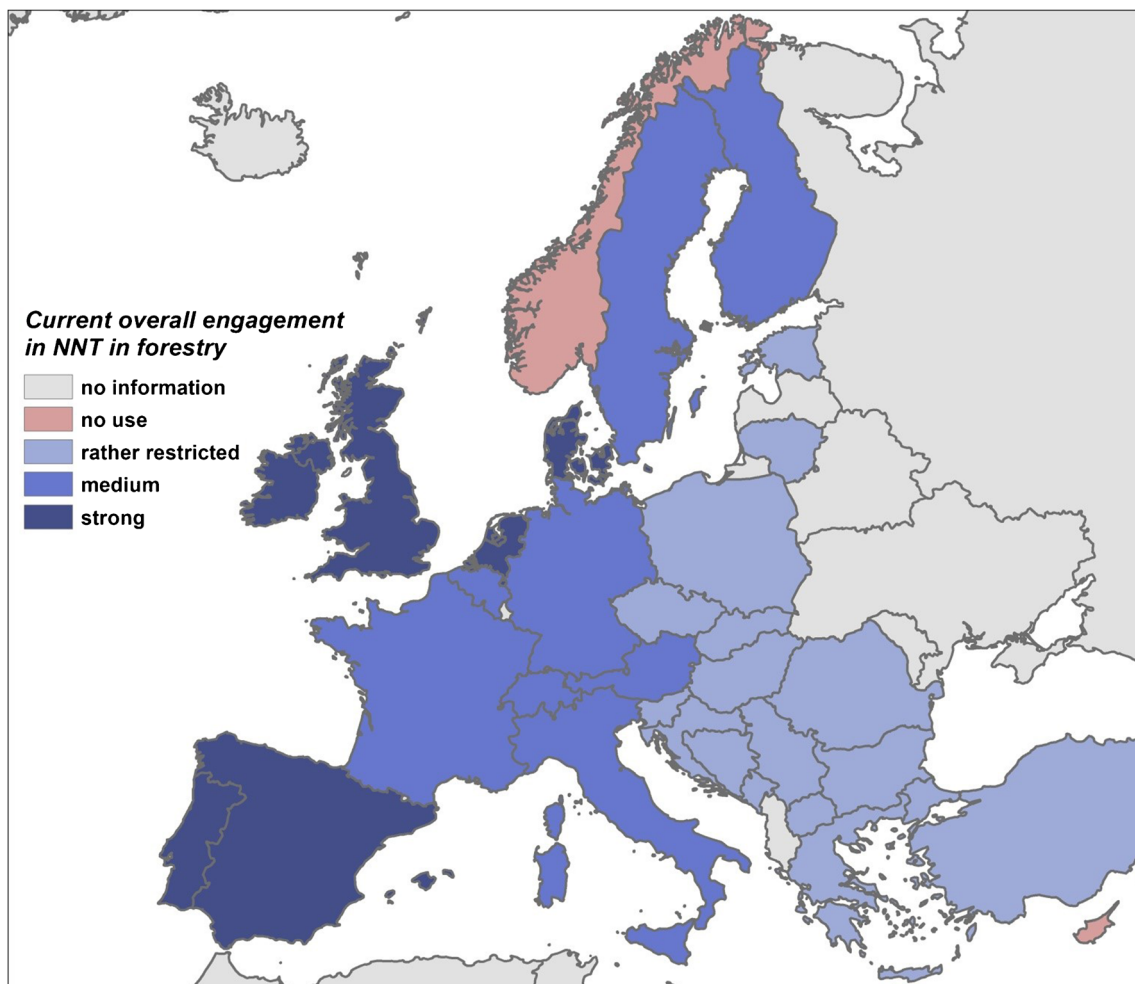 Current overall engagement
in NNT in forestry
no information
no use
rather restricted
medium
strong